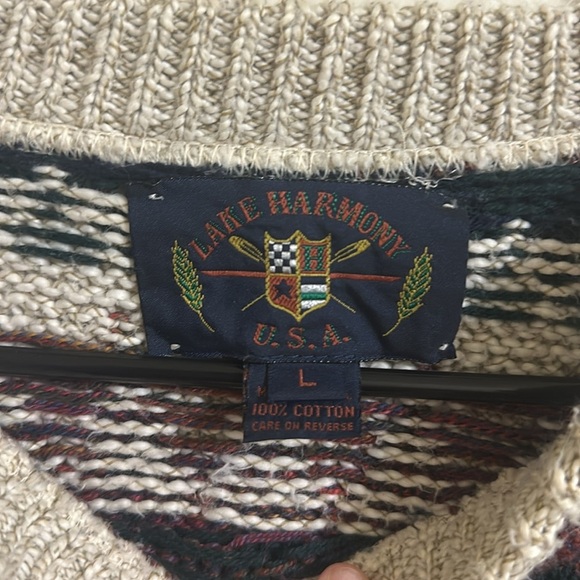 LAKE HARMONY
H
U.S.A.
L
100% COTTON
CARE ON REVERSE